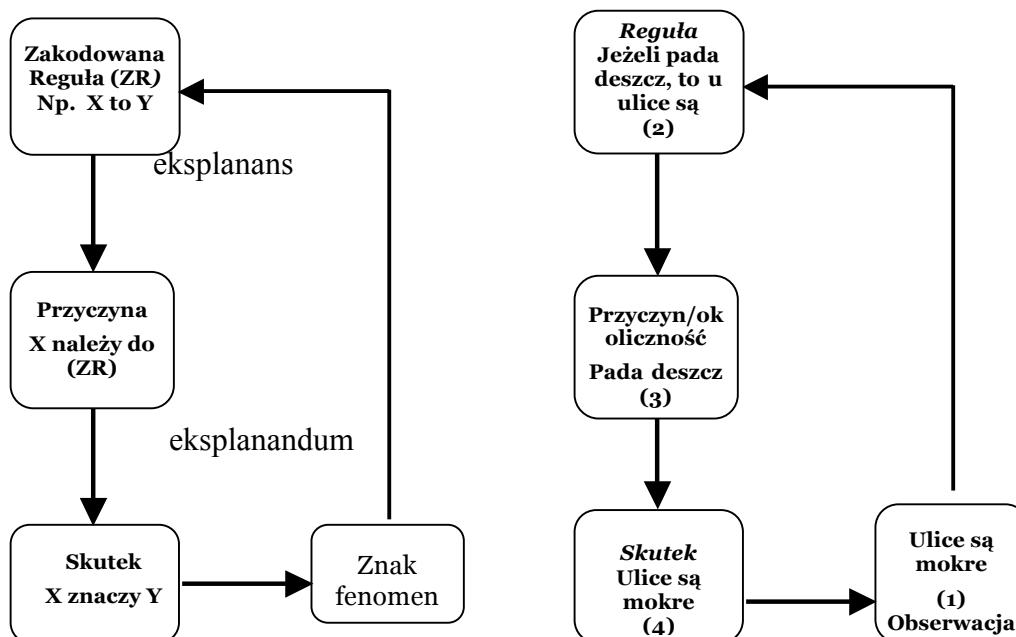 Zakodowana
Reguła (ZR)
Np. X to Y
eksplanans
Przyczyna
X należy do
(ZR)
eksplanandum
Skutek
X znaczy Y
Znak
fenomen
Reguła
Jeżeli pada
deszcz, to u
ulice są
(2)
Przyczyn/ok
oliczność
Pada deszcz
(3)
Skutek
Ulice są
mokre
(4)
Ulice są
mokre
(1)
Obserwacja